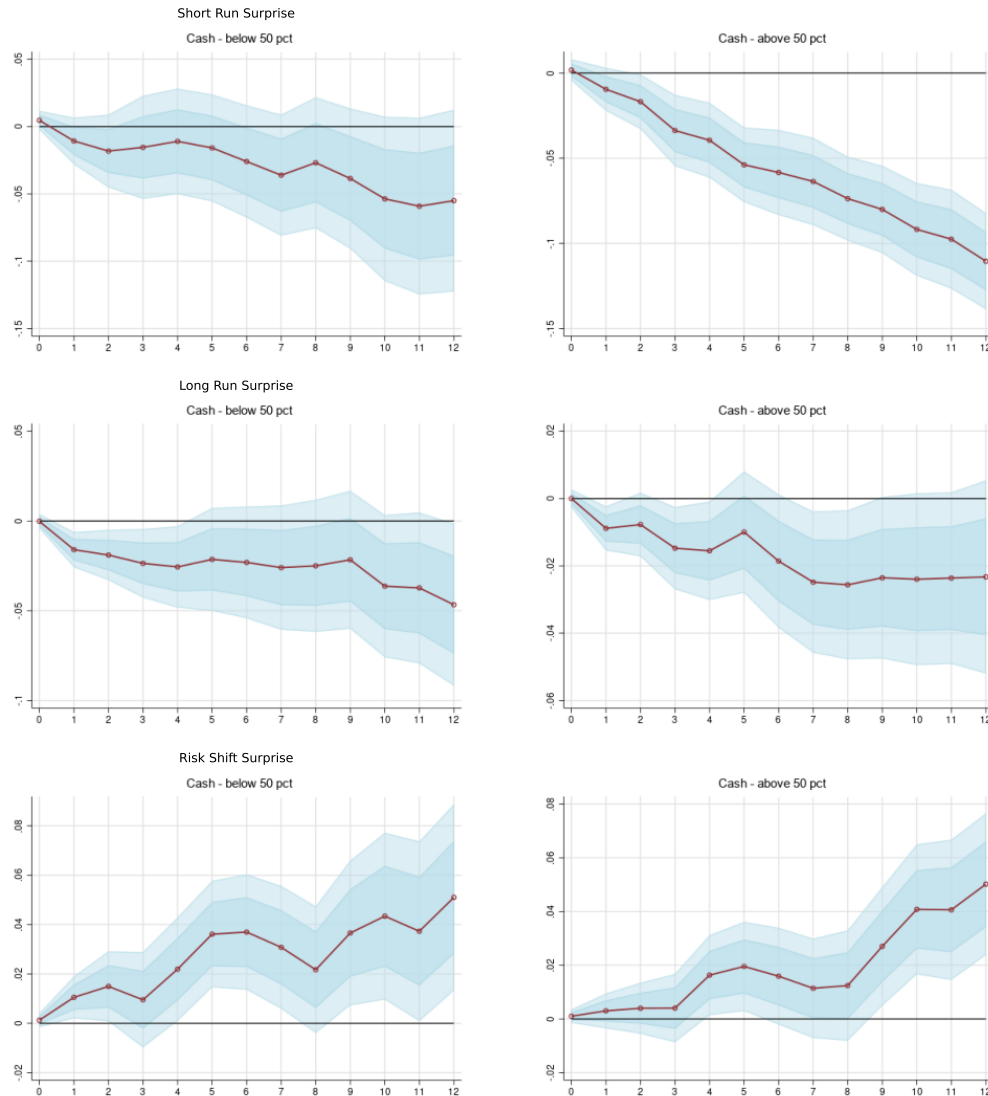 Short Run Surprise
Cash - below 50 pct
Cash - above 50 pct
.05
0
-.05
-.1
-.15
0 1 2 3 4 5 6 7 8 9 10 11 12
0
-.05
-.1
-.15
0 1 2 3 4 5 6 7 8 9 10 11 12
Long Run Surprise
Cash - below 50 pct
Cash - above 50 pct
.05
0
-.05
-.1
0 1 2 3 4 5 6 7 8 9 10 11 12
.02
0
-.02
-.04
-.06
0 1 2 3 4 5 6 7 8 9 10 11 12
Risk Shift Surprise
Cash - below 50 pct
Cash - above 50 pct
.08
.06
.04
.02
0
-.02
0 1 2 3 4 5 6 7 8 9 10 11 12
.08
.06
.04
.02
0
-.02
0 1 2 3 4 5 6 7 8 9 10 11 12